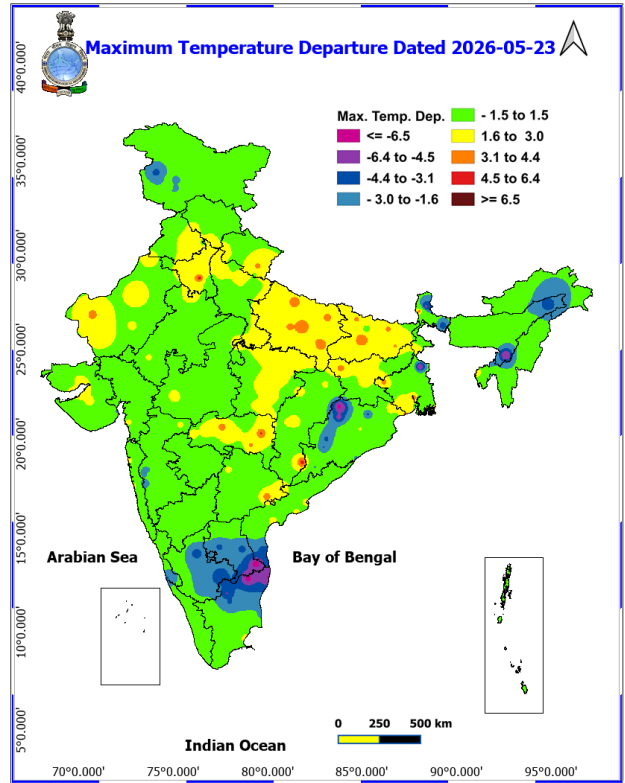 Maximum Temperature Departure Dated 2026-05-23
Max. Temp. Dep.
<= -6.5
-6.4 to -4.5
-4.4 to -3.1
- 3.0 to -1.6
- 1.5 to 1.5
1.6 to 3.0
3.1 to 4.4
4.5 to 6.4
>= 6.5
40°0.000'
35°0.000'
30°0.000'
25°0.000'
20°0.000'
15°0.000'
10°0.000'
5°0.000'
Arabian Sea
Bay of Bengal
Indian Ocean
0 250 500 km
70°0.000' 75°0.000' 80°0.000' 85°0.000' 90°0.000' 95°0.000'